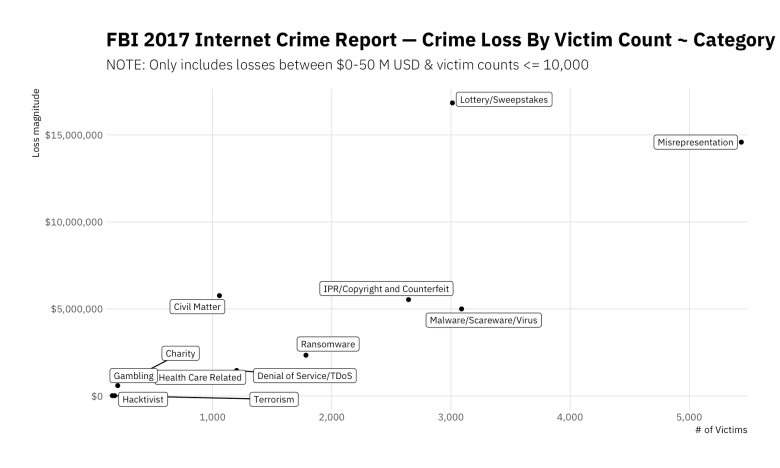 FBI 2017 Internet Crime Report — Crime Loss By Victim Count ~ Category
NOTE: Only includes losses between $0-50 M USD & victim counts <= 10,000
Loss magnitude
$15,000,000
$10,000,000
$5,000,000
$0
Lottery/Sweepstakes
Misrepresentation
IPR/Copyright and Counterfeit
Civil Matter
Malware/Scareware/Virus
Ransomware
Charity
Gambling
Health Care Related
Denial of Service/TDoS
Hacktivist
Terrorism
1,000
2,000
3,000
4,000
5,000
# of Victims